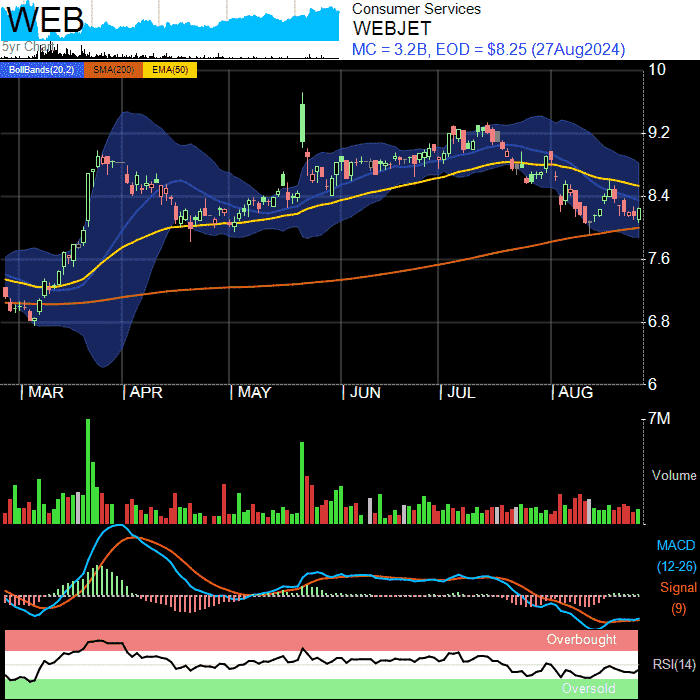 WEB
5yr Chart
Consumer Services
WEBJET
MC = 3.2B, EOD = $8.25 (27Aug2024)
BollBands(20,2) SMA(200) EMA(50)
10
9.2
8.4
7.6
6.8
6
MAR APR MAY JUN JUL AUG
7M
Volume
MACD
(12-26)
Signal
(9)
Overbought
RSI(14)
Oversold